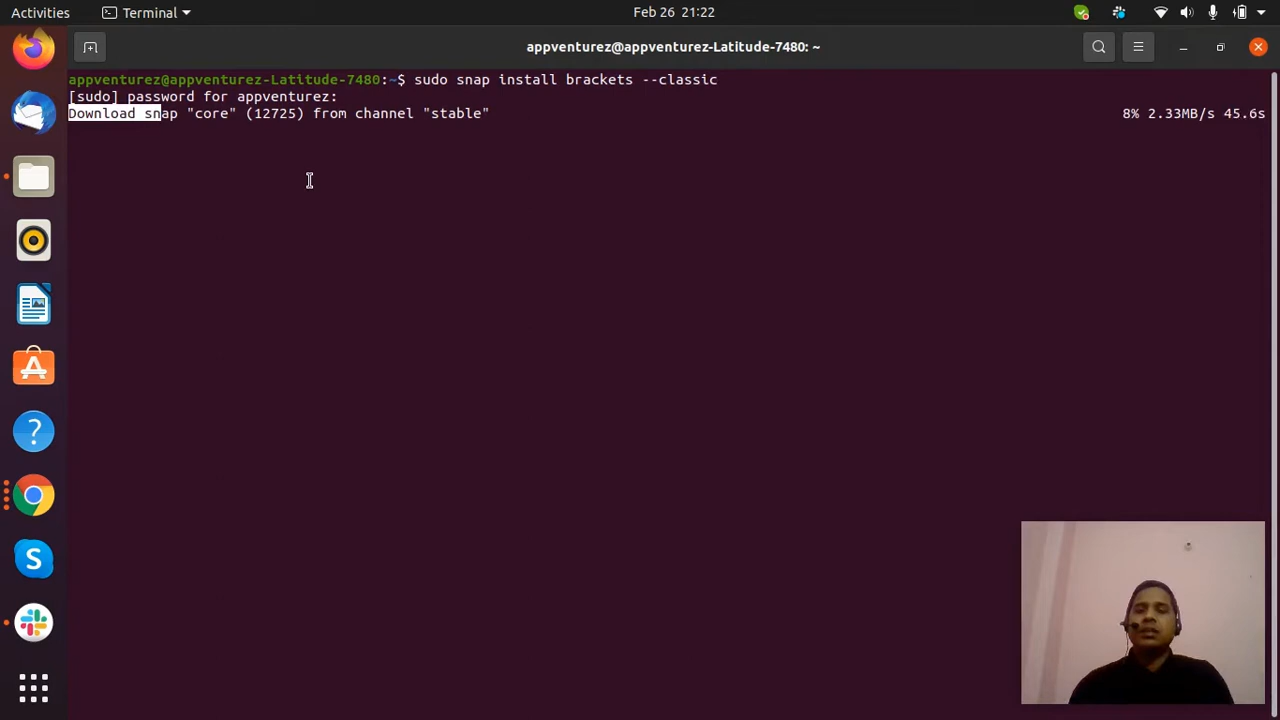 Activities
Terminal
Feb 26 21:22
appventurez@appventurez-Latitude-7480: ~
appventurez@appventurez-Latitude-7480:~$ sudo snap install brackets --classic
[sudo] password for appventurez:
Download snap "core" (12725) from channel "stable" 8% 2.33MB/s 45.6s